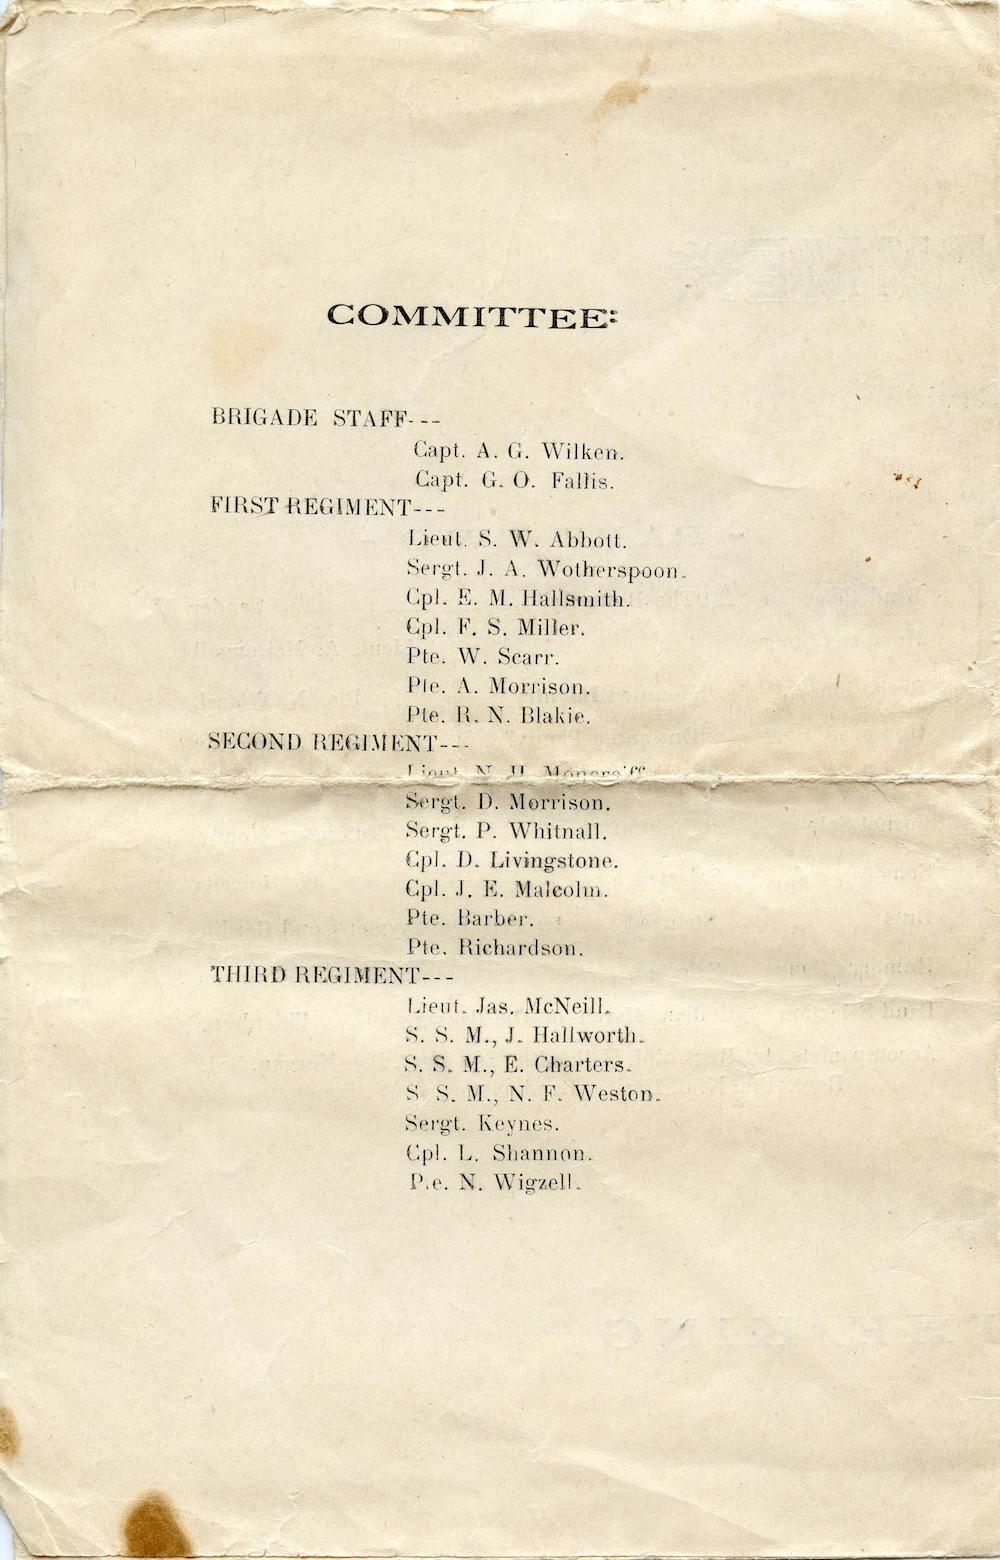 COMMITTEE:
BRIGADE STAFF---
Capt. A. G. Wilken.
Capt. G. O. Fallis.
FIRST REGIMENT---
Lieut. S. W. Abbott.
Sergt. J. A. Wotherspoon.
Cpl. E. M. Hallsmith.
Cpl. F. S. Miller.
Pte. W. Scarr.
Pte. A. Morrison.
Pte. R. N. Blakie.
SECOND REGIMENT---
Lieut. N. H. Moncreiff
Sergt. D. Morrison.
Sergt. P. Whitnall.
Cpl. D. Livingstone.
Cpl. J. E. Malcolm.
Pte. Barber.
Pte. Richardson.
THIRD REGIMENT---
Lieut. Jas. McNeill.
S. S. M., J. Hallworth.
S. S. M., E. Charters.
S S. M., N. F. Weston.
Sergt. Keynes.
Cpl. L. Shannon.
P.e. N. Wigzell.